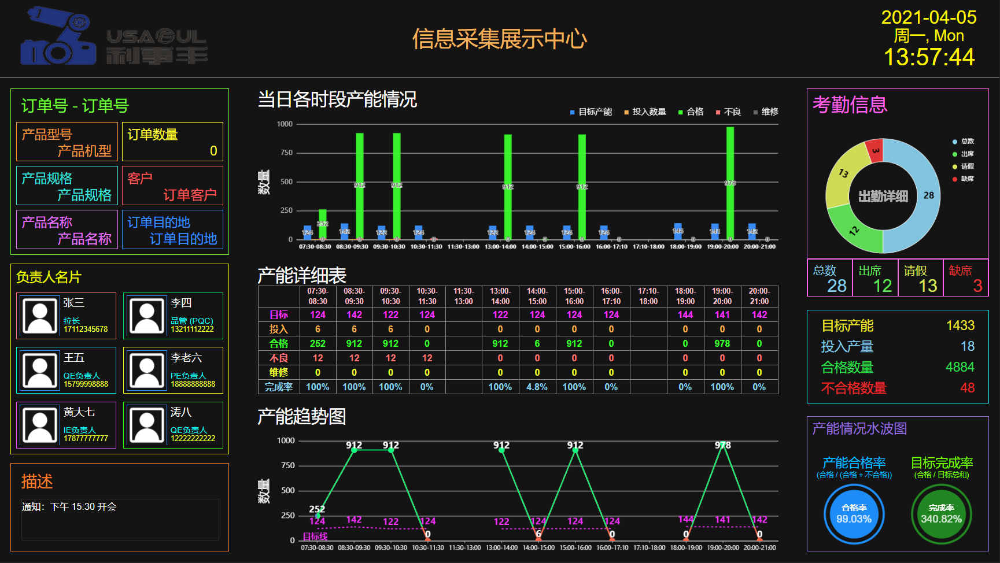 USAGUL
利事丰
信息采集展示中心
2021-04-05
周一, Mon
13:57:44
订单号 - 订单号
产品型号
产品机型
订单数量
0
产品规格
产品规格
客户
订单客户
产品名称
产品名称
订单目的地
订单目的地
负责人名片
张三
拉长
17112345678
李四
品管 (PQC)
13211112222
王五
QE负责人
15799998888
李老六
PE负责人
18888888888
黄大七
IE负责人
17877777777
涛八
QE负责人
12222222222
描述
通知：下午 15:30 开会
当日各时段产能情况
目标产能 投入数量 合格 不良 维修
数量
1000
750
500
250
0
124 252 0 142 912 0 122 912 0 124 0 122 912 0 124 0 124 912 0 124 0 144 0 141 978 0 142 0
07:30-08:30 08:30-09:30 09:30-10:30 10:30-11:30 11:30-13:00 13:00-14:00 14:00-15:00 15:00-16:00 16:00-17:10 17:10-18:00 18:00-19:00 19:00-20:00 20:00-21:00
产能详细表
07:30-08:30 08:30-09:30 09:30-10:30 10:30-11:30 11:30-13:00 13:00-14:00 14:00-15:00 15:00-16:00 16:00-17:10 17:10-18:00 18:00-19:00 19:00-20:00 20:00-21:00
目标 124 142 122 124 122 124 124 124 144 141 142
投入 6 6 6 0 0 0 0 0 0 0 0
合格 252 912 912 0 912 6 912 0 0 978 0
不良 12 12 12 12 0 0 0 0 0 0 0
维修 0 0 0 0 0 0 0 0 0 0 0
完成率 100% 100% 100% 0% 100% 4.8% 100% 0% 0% 100% 0%
产能趋势图
数量
1000
750
500
250
0
252 912 912 0 912 6 912 0 0 978 0
124 142 122 124 122 124 124 124 144 141 142
目标线
07:30-08:30 08:30-09:30 09:30-10:30 10:30-11:30 11:30-13:00 13:00-14:00 14:00-15:00 15:00-16:00 16:00-17:10 17:10-18:00 18:00-19:00 19:00-20:00 20:00-21:00
考勤信息
总数
出席
请假
缺席
3
13
28
12
出勤详细
总数
28
出席
12
请假
13
缺席
3
目标产能 1433
投入产量 18
合格数量 4884
不合格数量 48
产能情况水波图
产能合格率
(合格 / (合格 + 不合格))
合格率
99.03%
目标完成率
(合格 / 目标总和)
完成率
340.82%